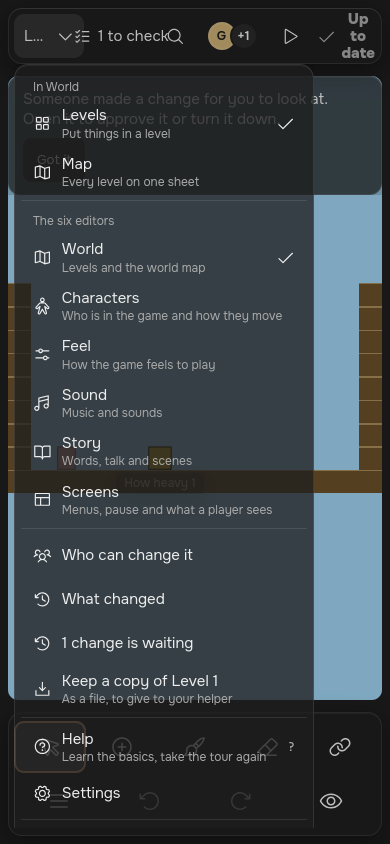 L...
1 to check
G
+1
Up to date
In World
Someone made a change for you to look at.
Open it to approve it or turn it down.
Levels
Put things in a level
Got it
Map
Every level on one sheet
The six editors
World
Levels and the world map
Characters
Who is in the game and how they move
Feel
How the game feels to play
Sound
Music and sounds
Story
Words, talk and scenes
How heavy 1
Screens
Menus, pause and what a player sees
Who can change it
What changed
1 change is waiting
Keep a copy of Level 1
As a file, to give to your helper
Help
Learn the basics, take the tour again
?
Settings